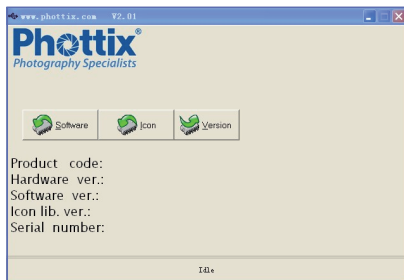 www.phottix.com V2.01
Phottix®
Photography Specialists
Software Icon Version
Product code:
Hardware ver.:
Software ver.:
Icon lib. ver.:
Serial number:
Idle